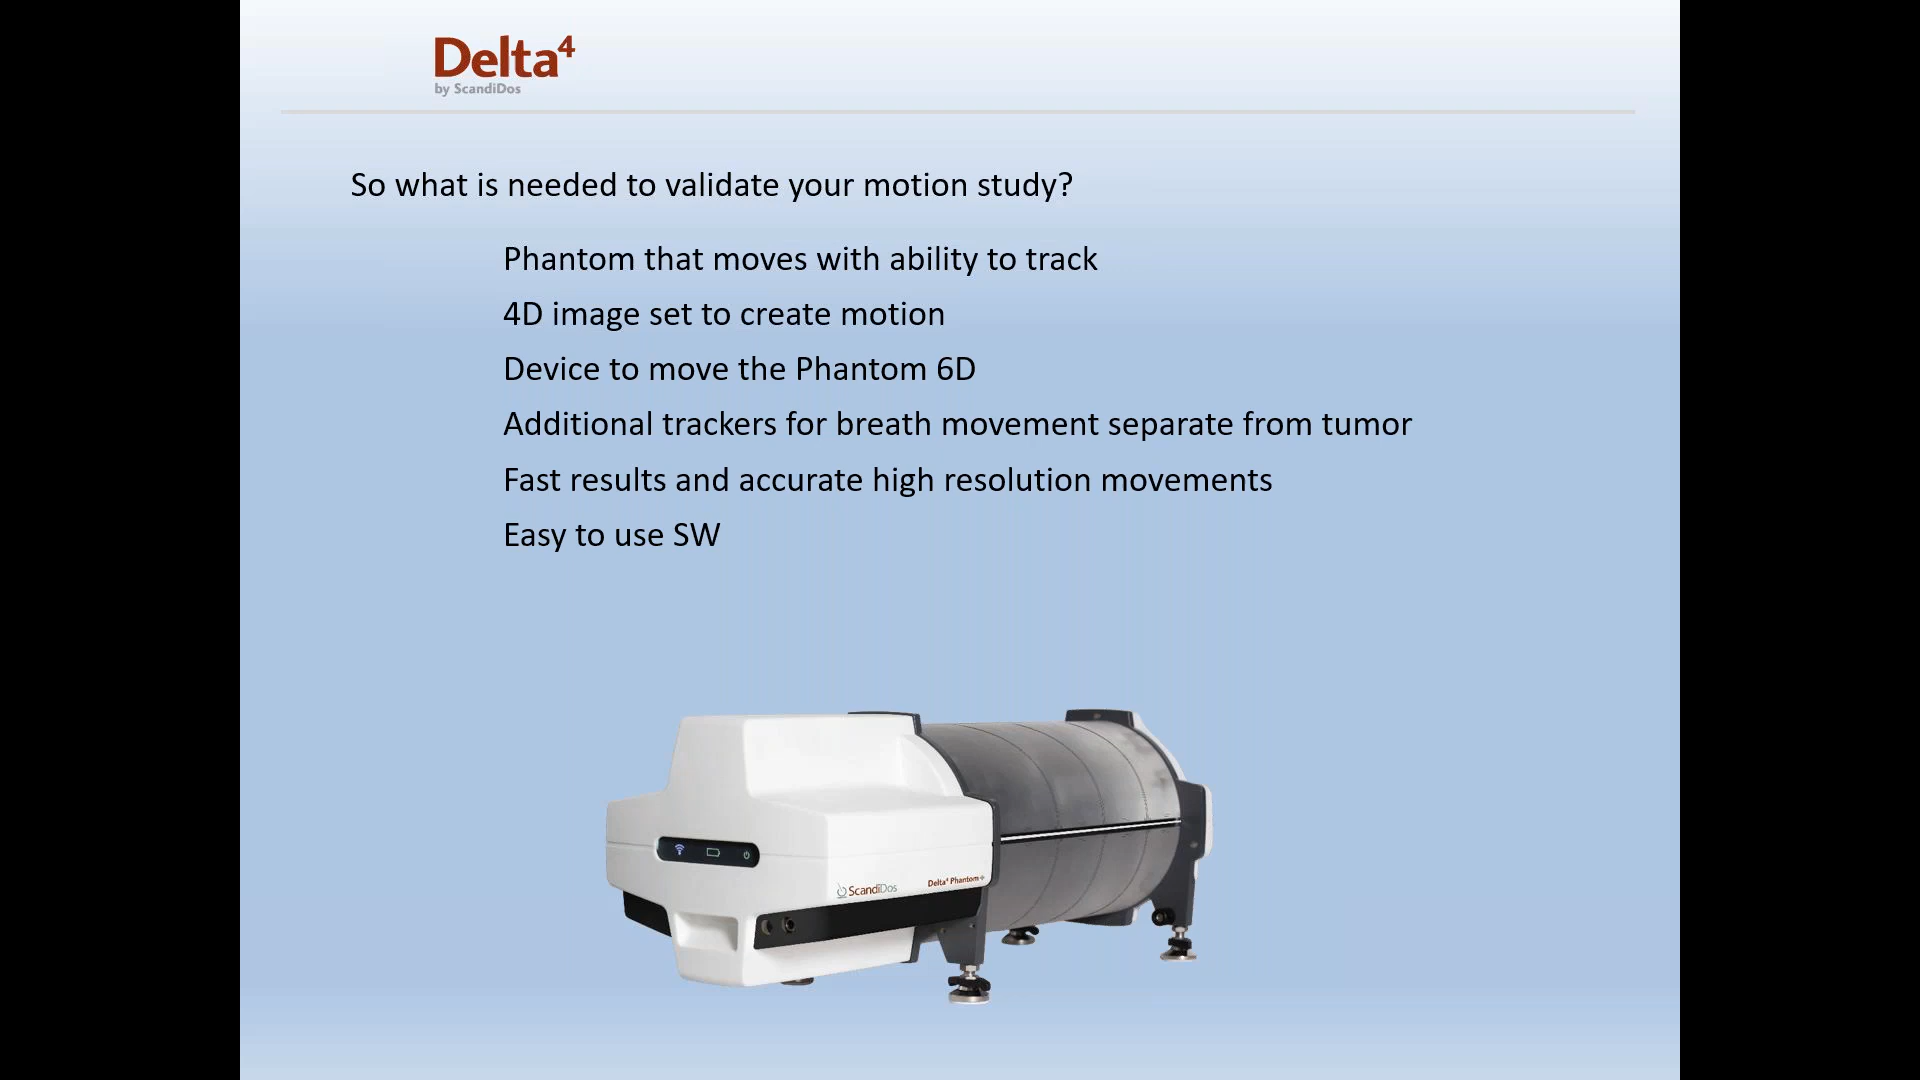 Delta⁴
by ScandiDos
So what is needed to validate your motion study?
Phantom that moves with ability to track
4D image set to create motion
Device to move the Phantom 6D
Additional trackers for breath movement separate from tumor
Fast results and accurate high resolution movements
Easy to use SW
ScandiDos
Delta⁴ Phantom+